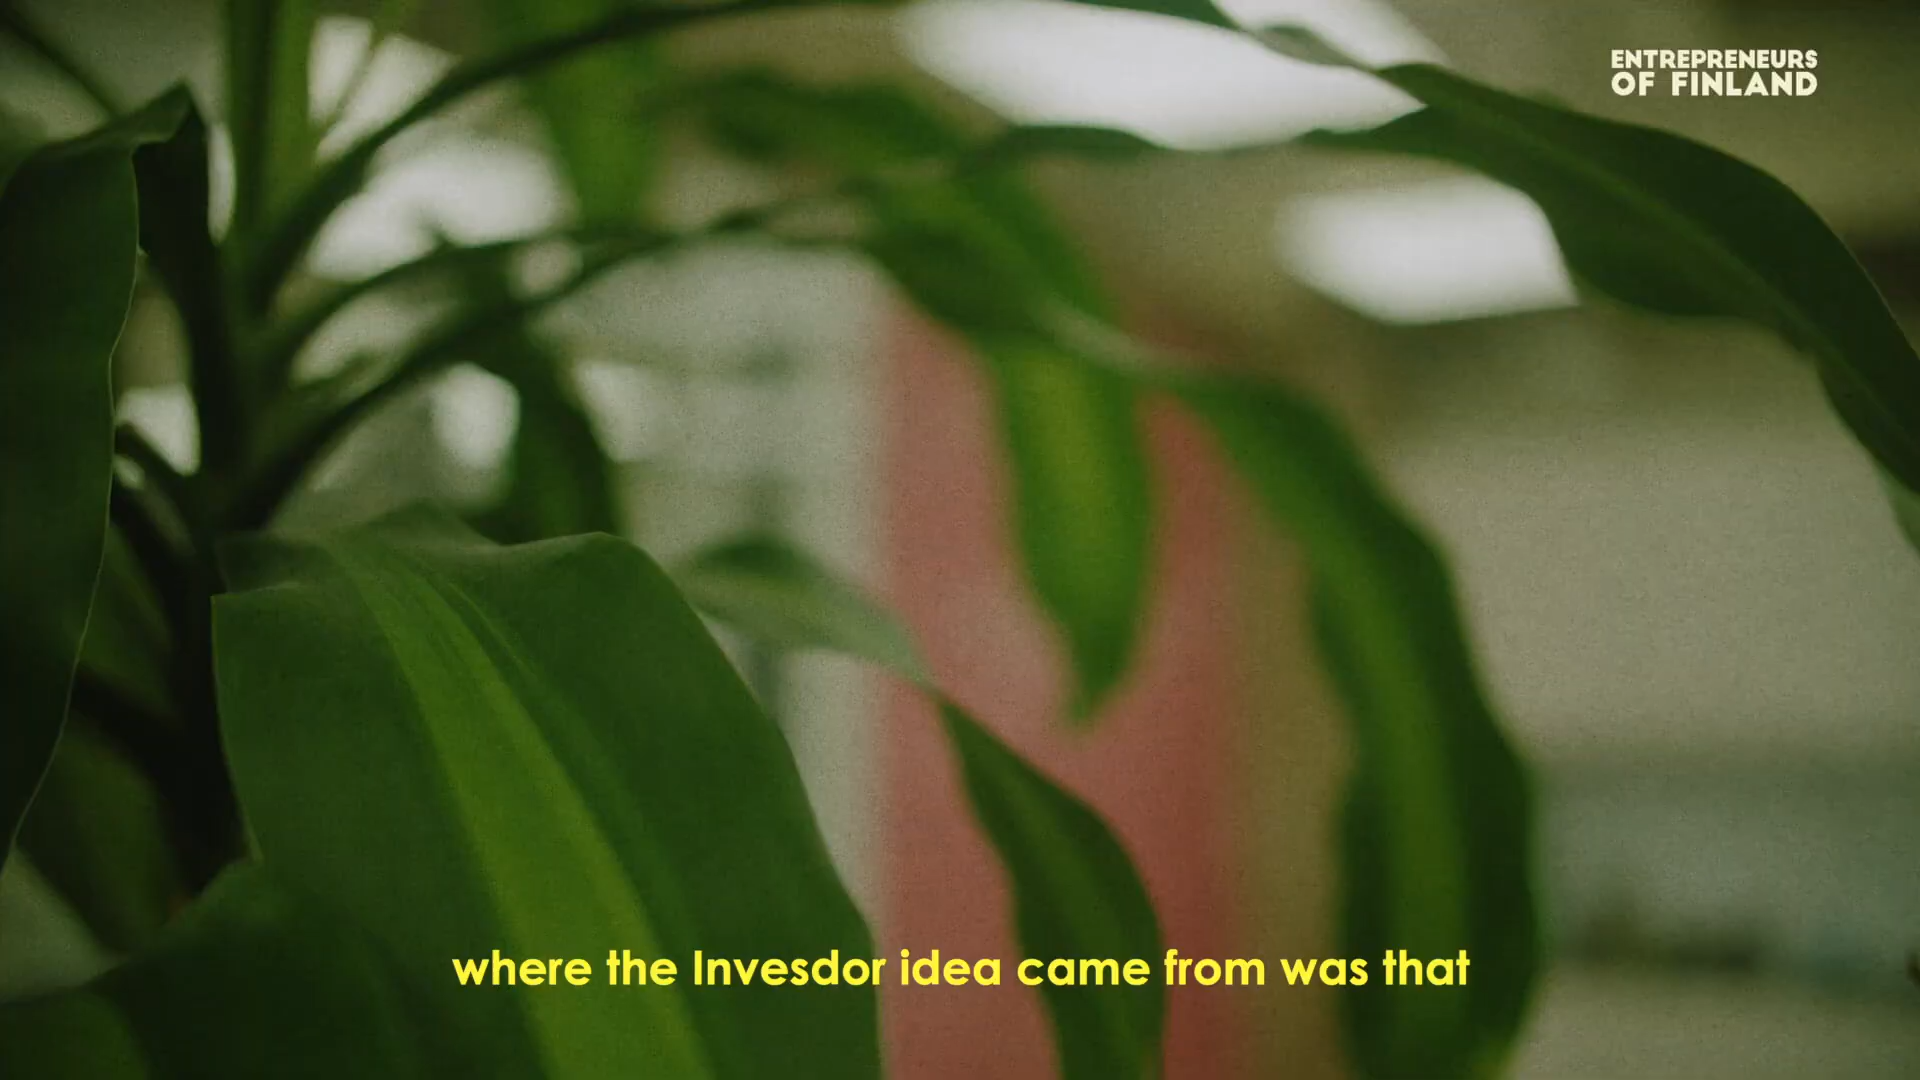 ENTREPRENEURS
OF FINLAND
where the Invesdor idea came from was that